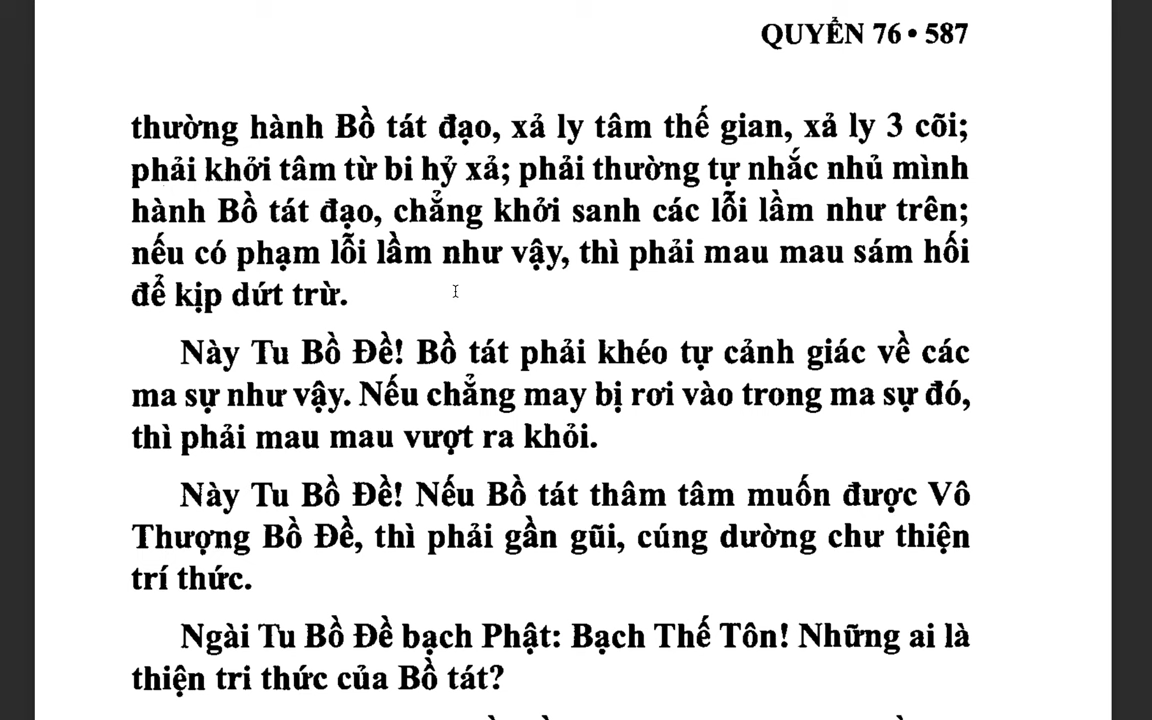 QUYỂN 76 • 587
thường hành Bồ tát đạo, xả ly tâm thế gian, xả ly 3 cõi;
phải khởi tâm từ bi hỷ xả; phải thường tự nhắc nhủ mình
hành Bồ tát đạo, chẳng khởi sanh các lỗi lầm như trên;
nếu có phạm lỗi lầm như vậy, thì phải mau mau sám hối
để kịp dứt trừ.
Này Tu Bồ Đề! Bồ tát phải khéo tự cảnh giác về các
ma sự như vậy. Nếu chẳng may bị rơi vào trong ma sự đó,
thì phải mau mau vượt ra khỏi.
Này Tu Bồ Đề! Nếu Bồ tát thâm tâm muốn được Vô
Thượng Bồ Đề, thì phải gần gũi, cúng dường chư thiện
trí thức.
Ngài Tu Bồ Đề bạch Phật: Bạch Thế Tôn! Những ai là
thiện tri thức của Bồ tát?